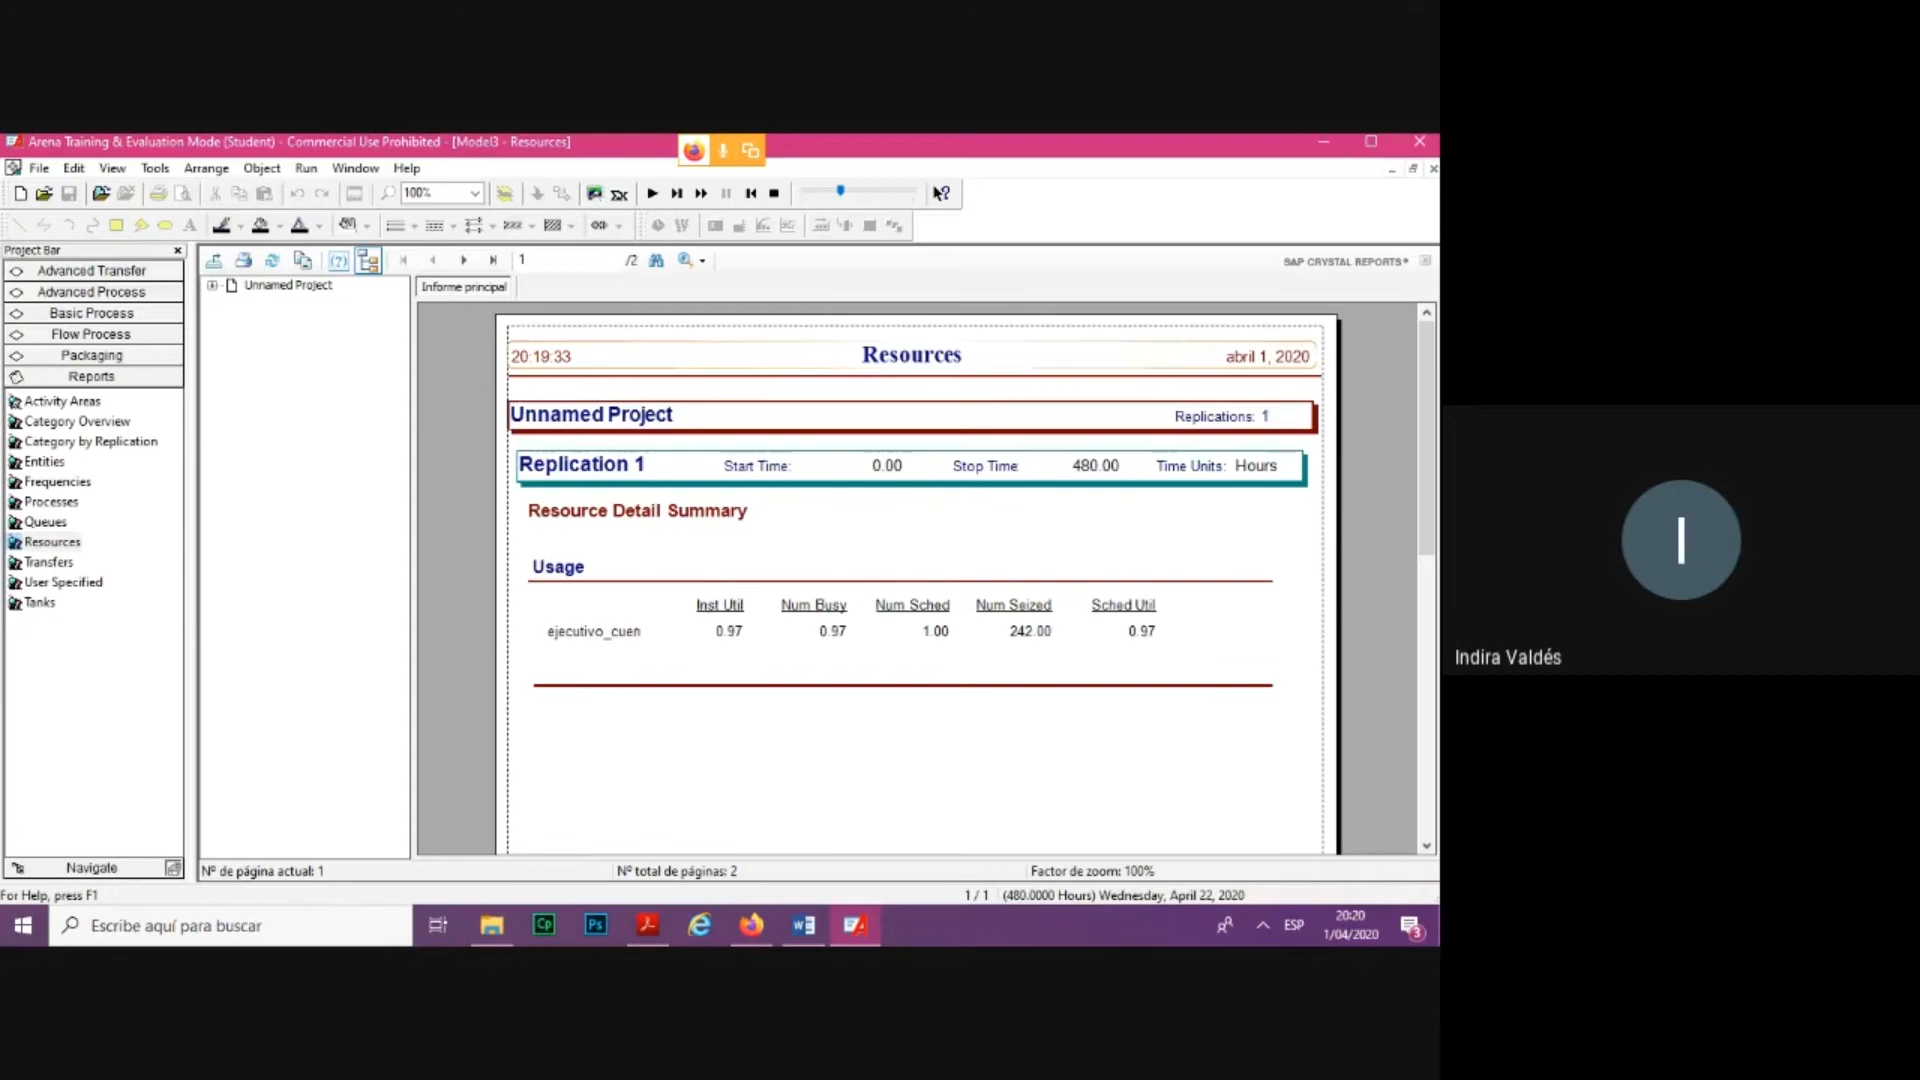 Arena Training & Evaluation Mode (Student) - Commercial Use Prohibited - [Model3 - Resources]
File Edit View Tools Arrange Object Run Window Help
100%
Project Bar
Advanced Transfer
Advanced Process
Basic Process
Flow Process
Packaging
Reports
Activity Areas
Category Overview
Category by Replication
Entities
Frequencies
Processes
Queues
Resources
Transfers
User Specified
Tanks
Navigate
1 /2
SAP CRYSTAL REPORTS®
Unnamed Project
Informe principal
20:19:33 Resources abril 1, 2020
Unnamed Project Replications: 1
Replication 1 Start Time: 0.00 Stop Time 480.00 Time Units: Hours
Resource Detail Summary
Usage
Inst Util Num Busy Num Sched Num Seized Sched Util
ejecutivo_cuen 0.97 0.97 1.00 242.00 0.97
Nº de página actual: 1 Nº total de páginas: 2 Factor de zoom: 100%
For Help, press F1 1 / 1 (480.0000 Hours) Wednesday, April 22, 2020
Escribe aquí para buscar
Cp
Ps
ESP
20:20
1/04/2020
3
I
Indira Valdés